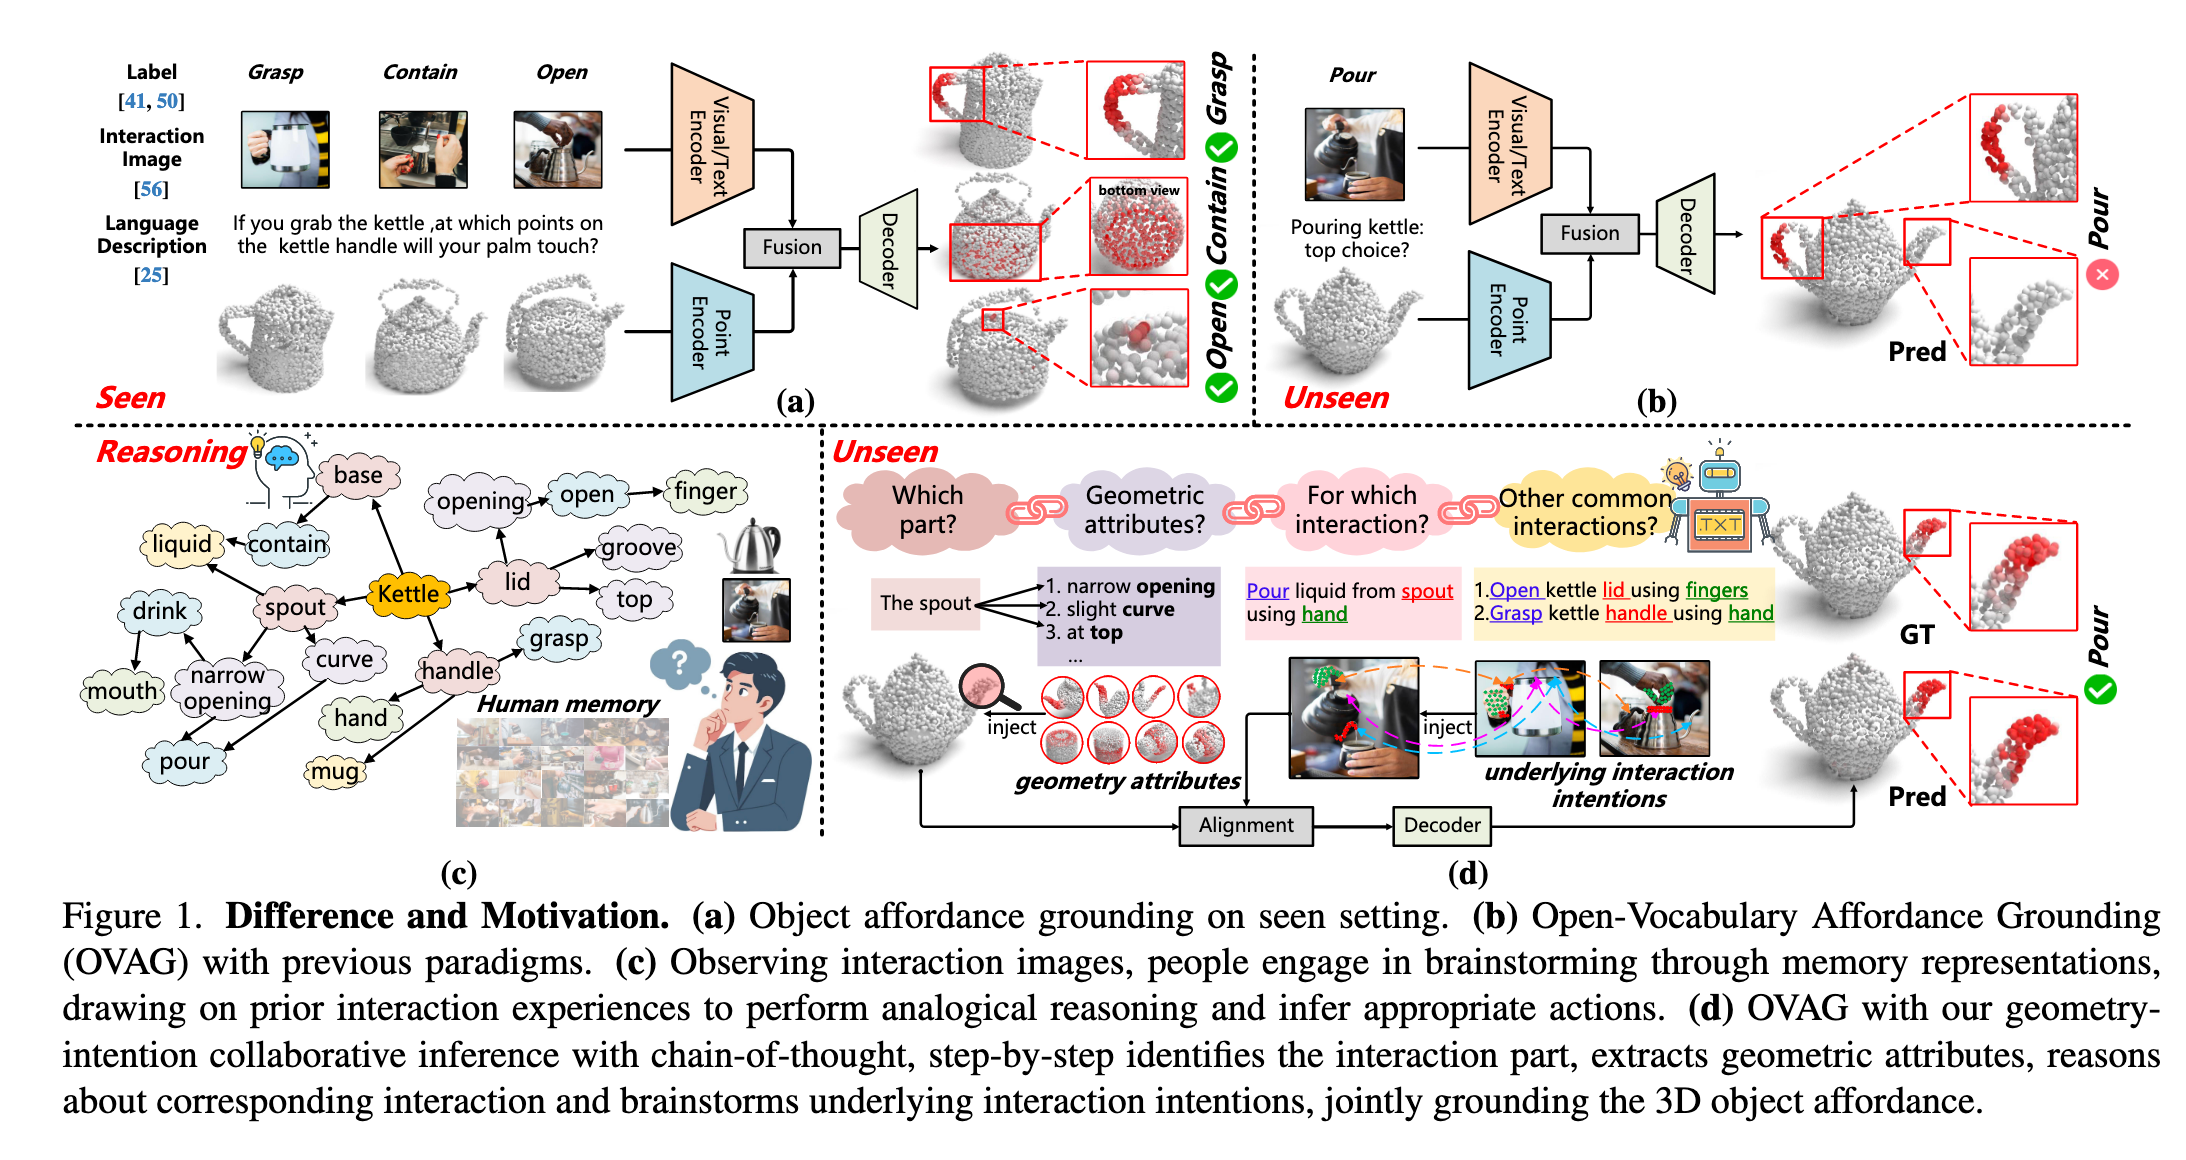 Label
[41, 50]
Interaction
Image
[56]
Language
Description
[25]
Grasp
Contain
Open
If you grab the kettle ,at which points on
the kettle handle will your palm touch?
Visual/Text
Encoder
Point
Encoder
Fusion
Decoder
bottom view
Grasp
Contain
Open
Seen
(a)
Pour
Pouring kettle:
top choice?
Visual/Text
Encoder
Point
Encoder
Fusion
Decoder
Pred
Pour
Unseen
(b)
Reasoning
base
opening
open
finger
liquid
contain
groove
lid
Kettle
top
drink
spout
grasp
curve
handle
mouth
narrow
opening
hand
pour
mug
Human memory
?
(c)
Unseen
Which
part?
Geometric
attributes?
For which
interaction?
Other common
interactions?
.TXT
The spout
1. narrow opening
2. slight curve
3. at top
...
Pour liquid from spout
using hand
1.Open kettle lid using fingers
2.Grasp kettle handle using hand
inject
geometry attributes
inject
underlying interaction
intentions
Alignment
Decoder
GT
Pred
Pour
(d)
Figure 1. Difference and Motivation. (a) Object affordance grounding on seen setting. (b) Open-Vocabulary Affordance Grounding
(OVAG) with previous paradigms. (c) Observing interaction images, people engage in brainstorming through memory representations,
drawing on prior interaction experiences to perform analogical reasoning and infer appropriate actions. (d) OVAG with our geometry-
intention collaborative inference with chain-of-thought, step-by-step identifies the interaction part, extracts geometric attributes, reasons
about corresponding interaction and brainstorms underlying interaction intentions, jointly grounding the 3D object affordance.